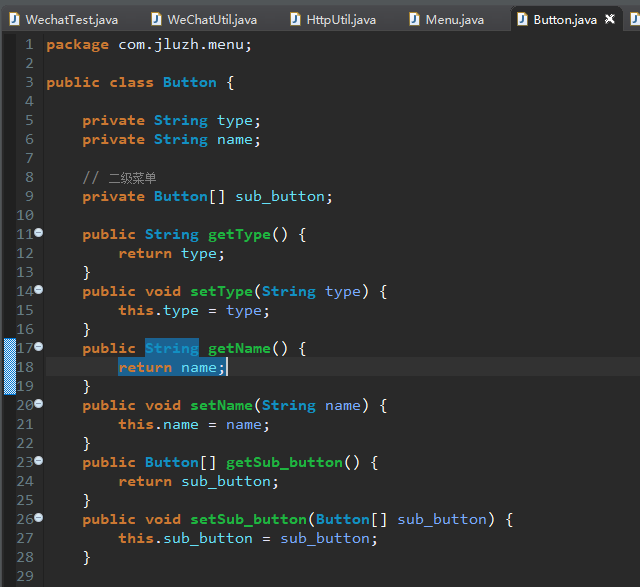 WechatTest.java WeChatUtil.java HttpUtil.java Menu.java Button.java
1 package com.jluzh.menu;
2
3 public class Button {
4
5 private String type;
6 private String name;
7
8 // 二级菜单
9 private Button[] sub_button;
10
11 public String getType() {
12 return type;
13 }
14 public void setType(String type) {
15 this.type = type;
16 }
17 public String getName() {
18 return name;
19 }
20 public void setName(String name) {
21 this.name = name;
22 }
23 public Button[] getSub_button() {
24 return sub_button;
25 }
26 public void setSub_button(Button[] sub_button) {
27 this.sub_button = sub_button;
28 }
29